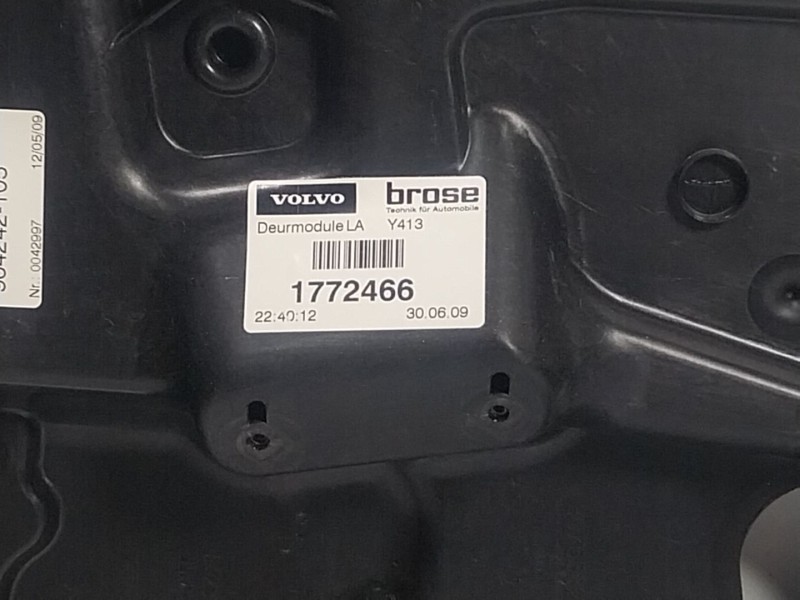 VOLVO
brose
Technik für Automobile
Deurmodule LA Y413
1772466
22:40:12 30.06.09
12/05/09
Nr.: 0042997